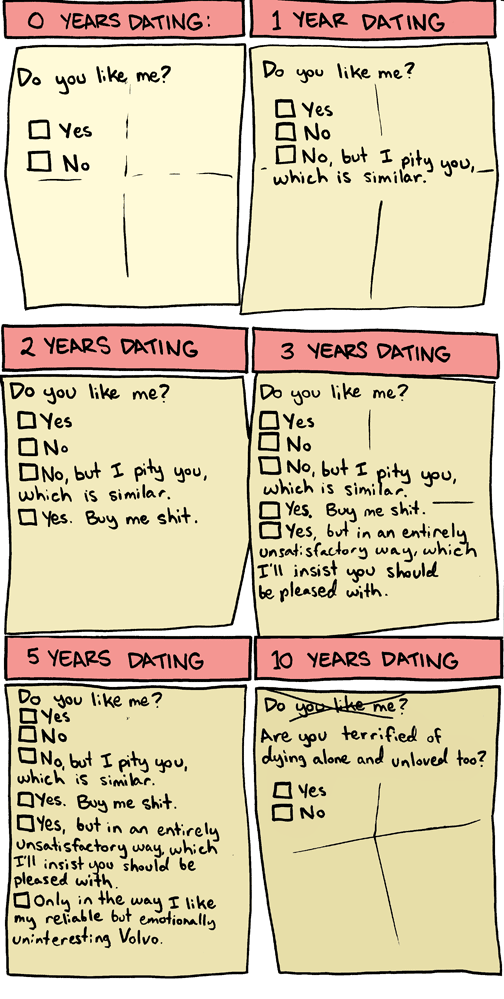 0 YEARS DATING:
Do you like me?
Yes
No
1 YEAR DATING
Do you like me?
Yes
No
No, but I pity you,
which is similar.
2 YEARS DATING
Do you like me?
Yes
No
No, but I pity you,
which is similar.
Yes. Buy me shit.
3 YEARS DATING
Do you like me?
Yes
No
No, but I pity you,
which is similar.
Yes. Buy me shit.
Yes, but in an entirely
unsatisfactory way, which
I'll insist you should
be pleased with.
5 YEARS DATING
Do you like me?
Yes
No
No, but I pity you,
which is similar.
Yes. Buy me shit.
Yes, but in an entirely
unsatisfactory way, which
I'll insist you should be
pleased with.
Only in the way I like
my reliable but emotionally
uninteresting Volvo.
10 YEARS DATING
Do you like me?
Are you terrified of
dying alone and unloved too?
Yes
No